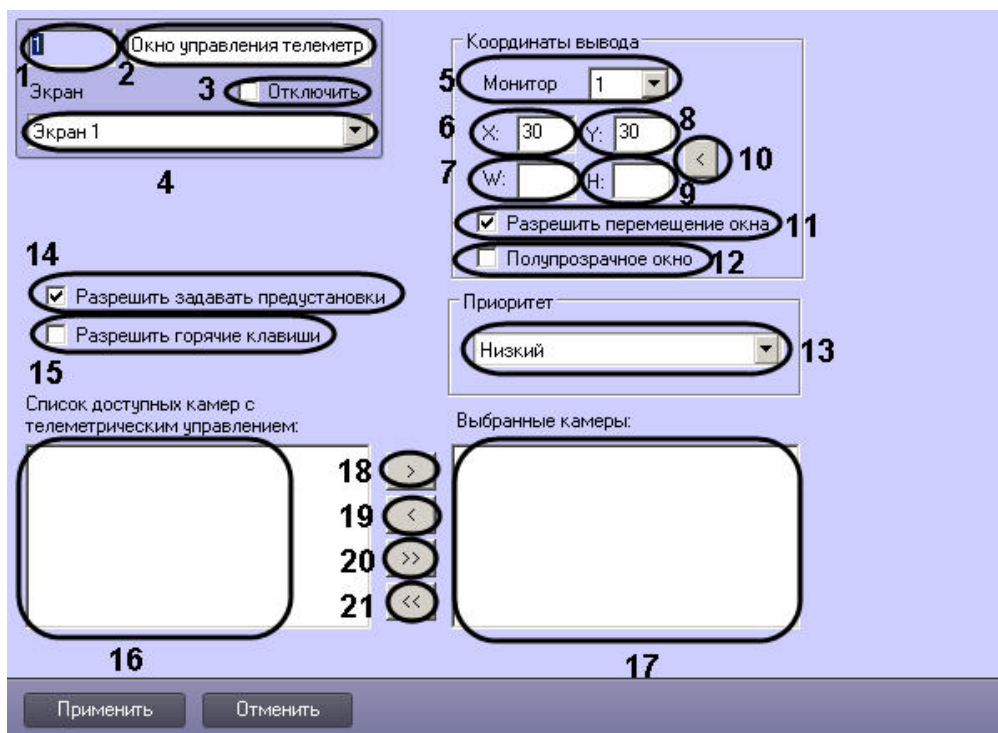 1 Окно управления телеметр
1 2
Экран 3 Отключить
Экран 1
4
Координаты вывода
5 Монитор 1
6 X: 30 Y: 30 8
7 W: H: 9 < 10
Разрешить перемещение окна 11
Полупрозрачное окно 12
14
Разрешить задавать предустановки
Разрешить горячие клавиши
15
Приоритет
Низкий 13
Список доступных камер с
телеметрическим управлением:
Выбранные камеры:
18 >
19 <
20 >>
21 <<
16
17
Применить Отменить